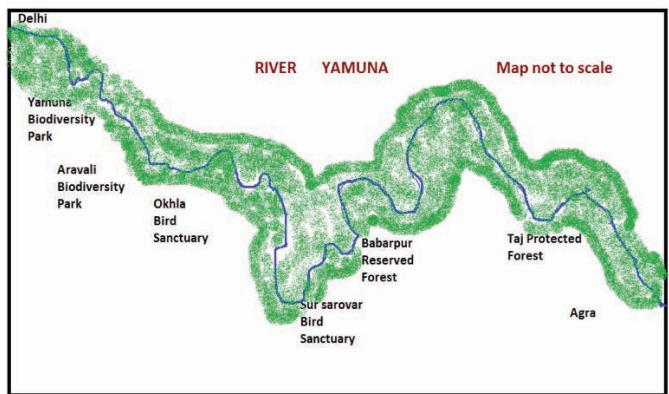 Delhi
RIVER YAMUNA
Map not to scale
Yamuna
Biodiversity
Park
Aravali
Biodiversity
Park
Okhla
Bird
Sanctuary
Sur sarovar
Bird
Sanctuary
Babarpur
Reserved
Forest
Taj Protected
Forest
Agra